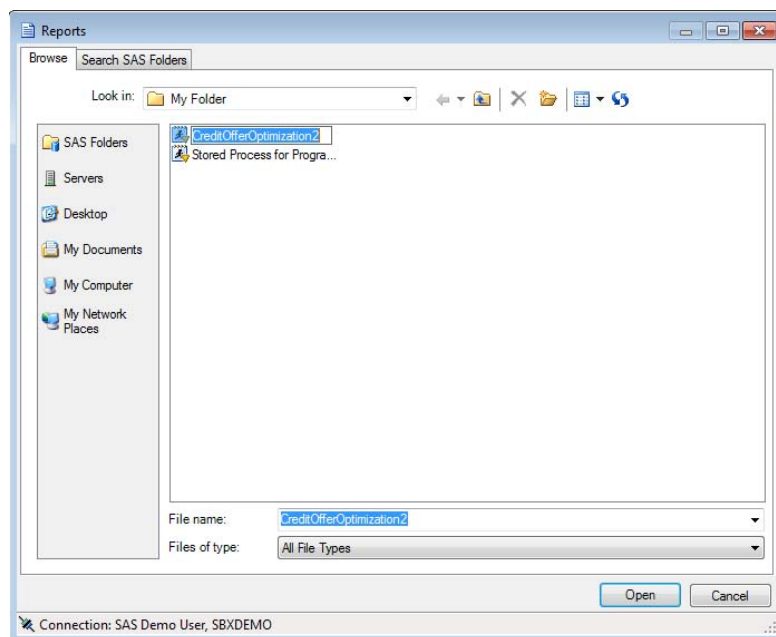 Reports
Browse Search SAS Folders
Look in: My Folder
SAS Folders
Servers
Desktop
My Documents
My Computer
My Network
Places
CreditOfferOptimization2
Stored Process for Progra...
File name: CreditOfferOptimization2
Files of type: All File Types
Open Cancel
Connection: SAS Demo User, SBXDEMO